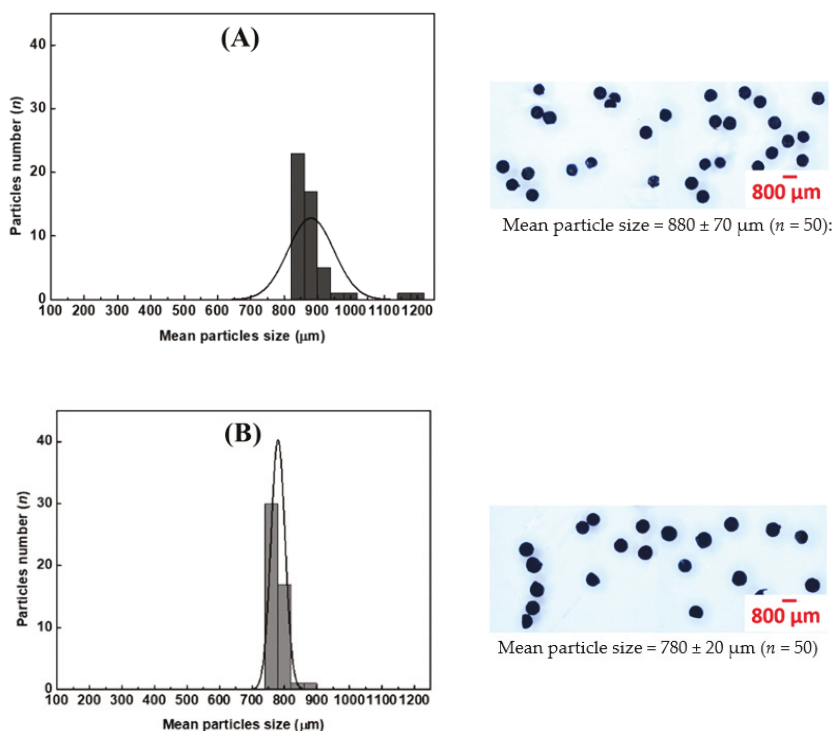 (A)
40
30
20
10
0
Particles number (n)
100 200 300 400 500 600 700 800 900 1000 1100 1200
Mean particles size (μm)
800 μm
Mean particle size = 880 ± 70 μm (n = 50):
(B)
40
30
20
10
0
Particles number (n)
100 200 300 400 500 600 700 800 900 1000 1100 1200
Mean particles size (μm)
800 μm
Mean particle size = 780 ± 20 μm (n = 50)